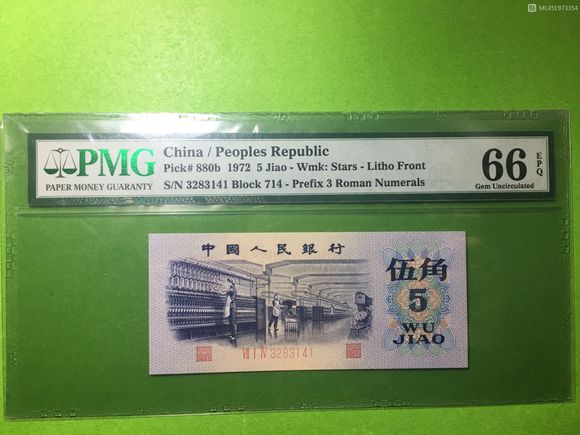 ML451973354
PMG
PAPER MONEY GUARANTY
China / Peoples Republic
Pick# 880b 1972 5 Jiao - Wmk: Stars - Litho Front
S/N 3283141 Block 714 - Prefix 3 Roman Numerals
66 EPQ
Gem Uncirculated
中國人民銀行
伍角
5
WU
JIAO
VII I IV 3283141